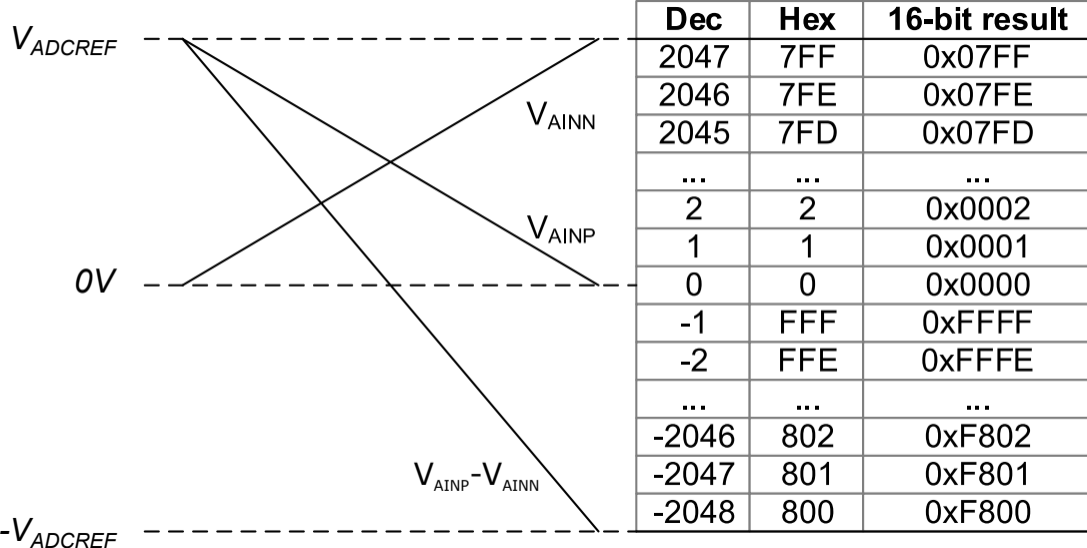 V_ADCREF
0V
-V_ADCREF
V_AINN
V_AINP
V_AINP-V_AINN
Dec Hex 16-bit result
2047 7FF 0x07FF
2046 7FE 0x07FE
2045 7FD 0x07FD
... ... ...
2 2 0x0002
1 1 0x0001
0 0 0x0000
-1 FFF 0xFFFF
-2 FFE 0xFFFE
... ... ...
-2046 802 0xF802
-2047 801 0xF801
-2048 800 0xF800